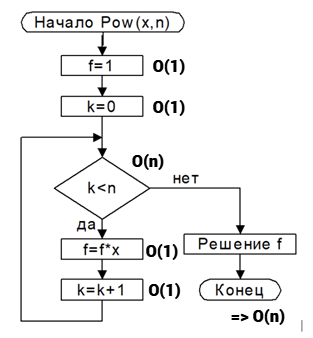 Начало Pow(x,n)
f=1 O(1)
k=0 O(1)
O(n)
k<n нет
да
f=f*x O(1) Решение f
k=k+1 O(1) Конец
=> O(n)